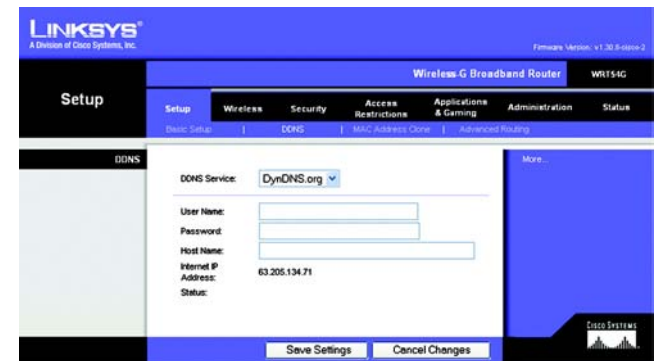 LINKSYS®
A Division of Cisco Systems, Inc.
Firmware Version: v1.30.5-cisco-2
Wireless-G Broadband Router WRT54G
Setup
Setup Wireless Security Access Restrictions Applications & Gaming Administration Status
Basic Setup | DDNS | MAC Address Clone | Advanced Routing
DDNS
More...
DDNS Service: DynDNS.org
User Name:
Password:
Host Name:
Internet IP Address: 63.205.134.71
Status:
CISCO SYSTEMS
Save Settings Cancel Changes